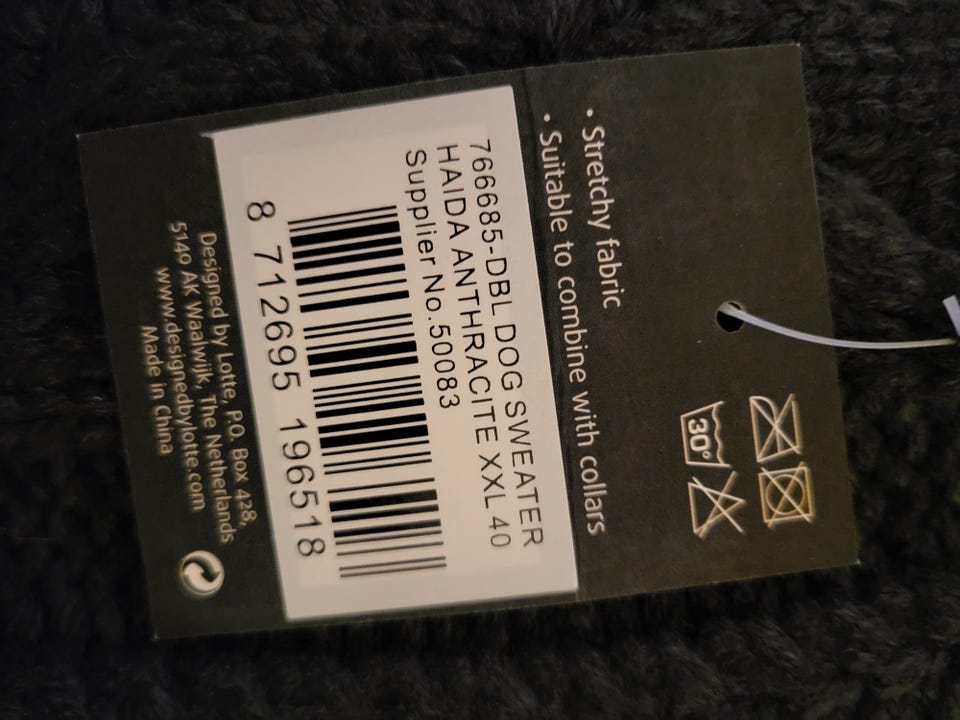 30°
• Stretchy fabric
• Suitable to combine with collars
766685-DBL DOG SWEATER
HAIDA ANTHRACITE XXL 40
Supplier No.50083
8 712695 196518
Designed by Lotte, P.O. Box 428,
5140 AK Waalwijk, The Netherlands
www.designedbylotte.com
Made in China